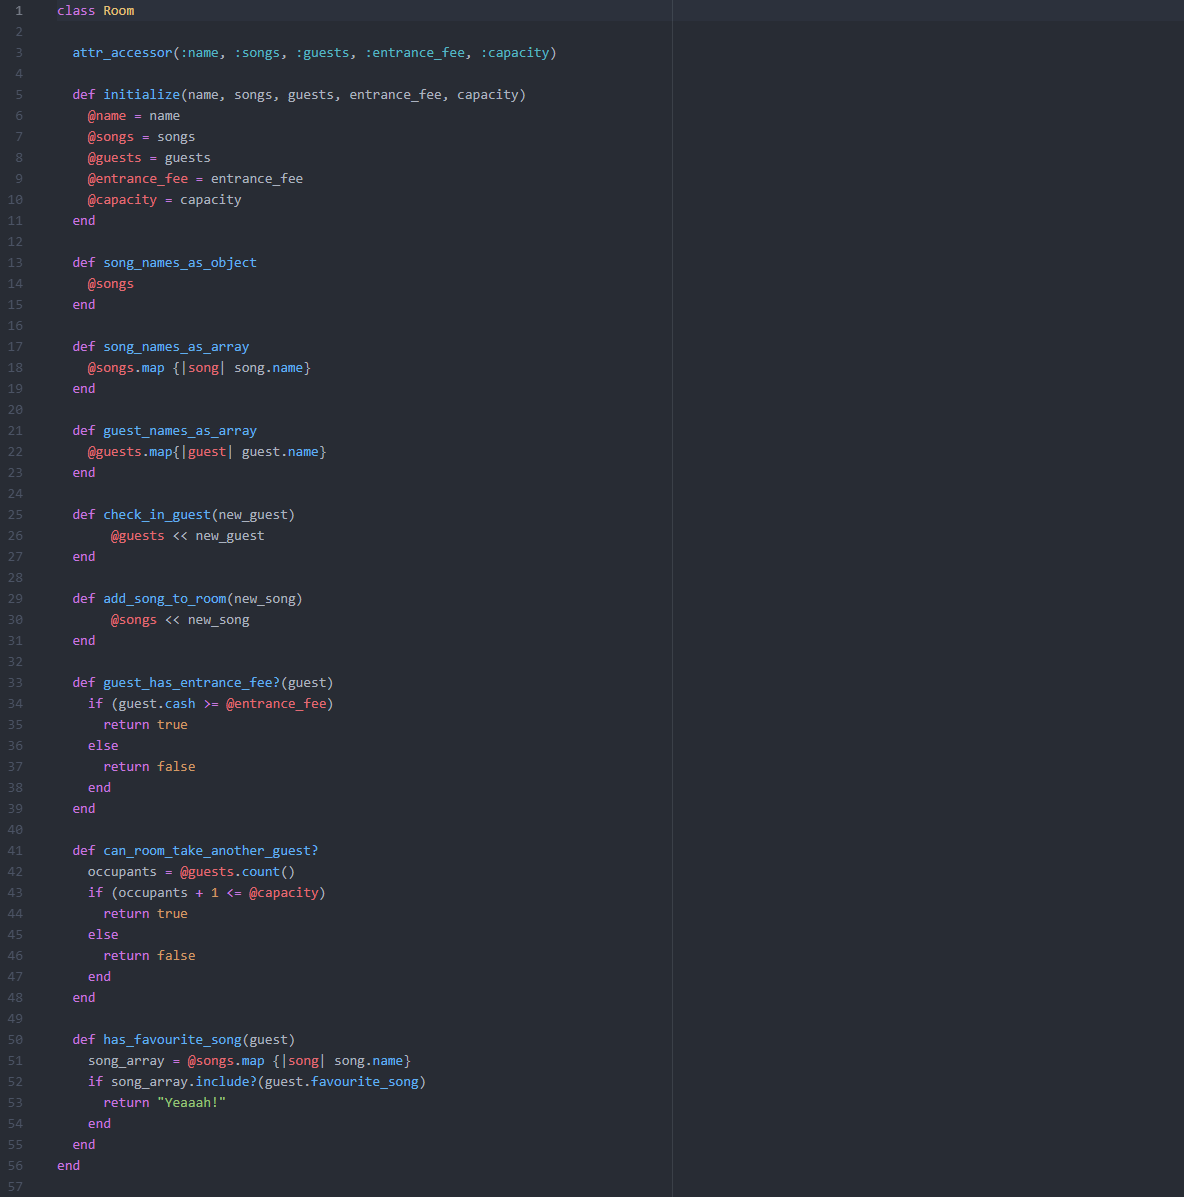 1 class Room
2
3 attr_accessor(:name, :songs, :guests, :entrance_fee, :capacity)
4
5 def initialize(name, songs, guests, entrance_fee, capacity)
6 @name = name
7 @songs = songs
8 @guests = guests
9 @entrance_fee = entrance_fee
10 @capacity = capacity
11 end
12
13 def song_names_as_object
14 @songs
15 end
16
17 def song_names_as_array
18 @songs.map {|song| song.name}
19 end
20
21 def guest_names_as_array
22 @guests.map{|guest| guest.name}
23 end
24
25 def check_in_guest(new_guest)
26 @guests << new_guest
27 end
28
29 def add_song_to_room(new_song)
30 @songs << new_song
31 end
32
33 def guest_has_entrance_fee?(guest)
34 if (guest.cash >= @entrance_fee)
35 return true
36 else
37 return false
38 end
39 end
40
41 def can_room_take_another_guest?
42 occupants = @guests.count()
43 if (occupants + 1 <= @capacity)
44 return true
45 else
46 return false
47 end
48 end
49
50 def has_favourite_song(guest)
51 song_array = @songs.map {|song| song.name}
52 if song_array.include?(guest.favourite_song)
53 return "Yeaaah!"
54 end
55 end
56 end
57